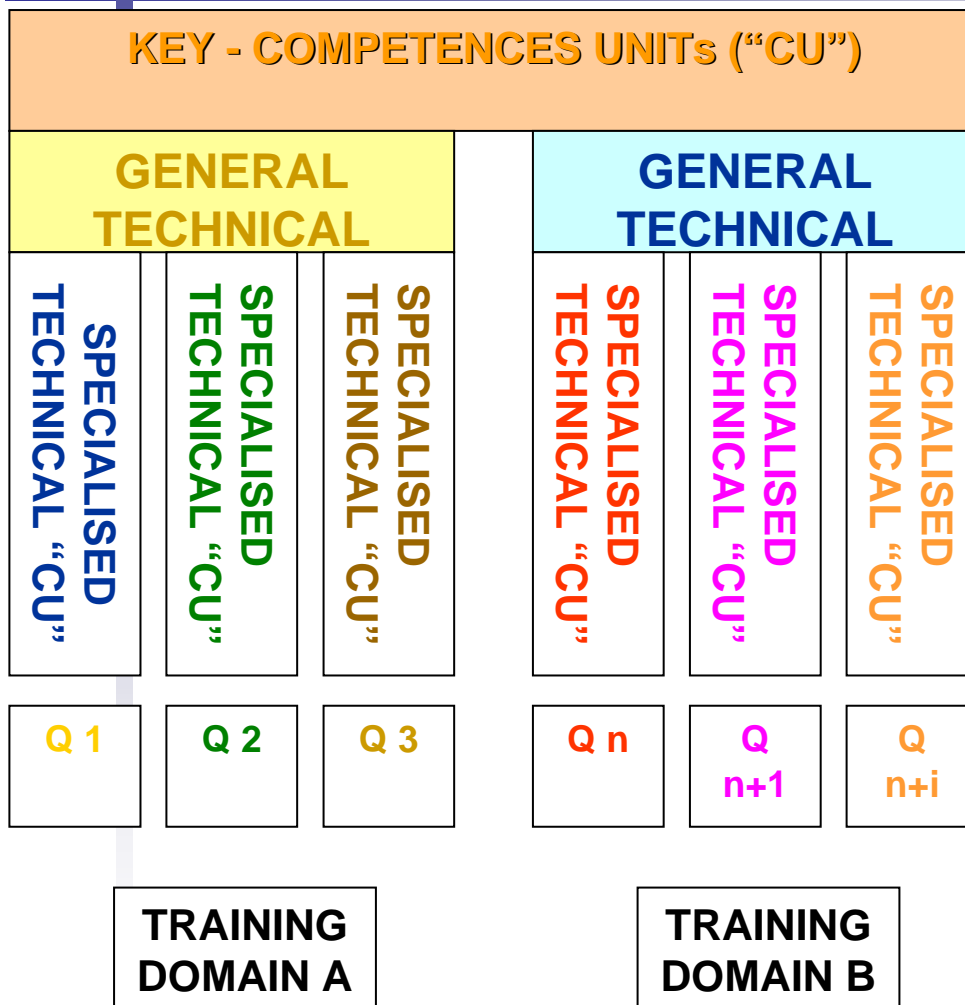 KEY - COMPETENCES UNITs (“CU”)
GENERAL
TECHNICAL
GENERAL
TECHNICAL
SPECIALISED
TECHNICAL “CU”
SPECIALISED
TECHNICAL “CU”
SPECIALISED
TECHNICAL “CU”
SPECIALISED
TECHNICAL “CU”
SPECIALISED
TECHNICAL “CU”
SPECIALISED
TECHNICAL “CU”
Q 1
Q 2
Q 3
Q n
Q
n+1
Q
n+i
TRAINING
DOMAIN A
TRAINING
DOMAIN B